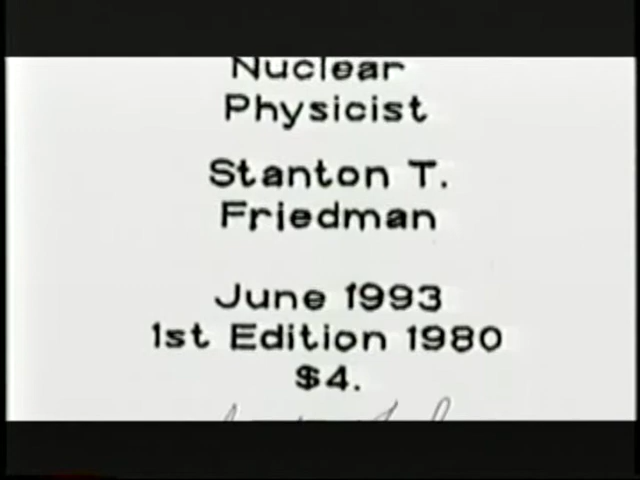 Nuclear
Physicist
Stanton T.
Friedman
June 1993
1st Edition 1980
$4.